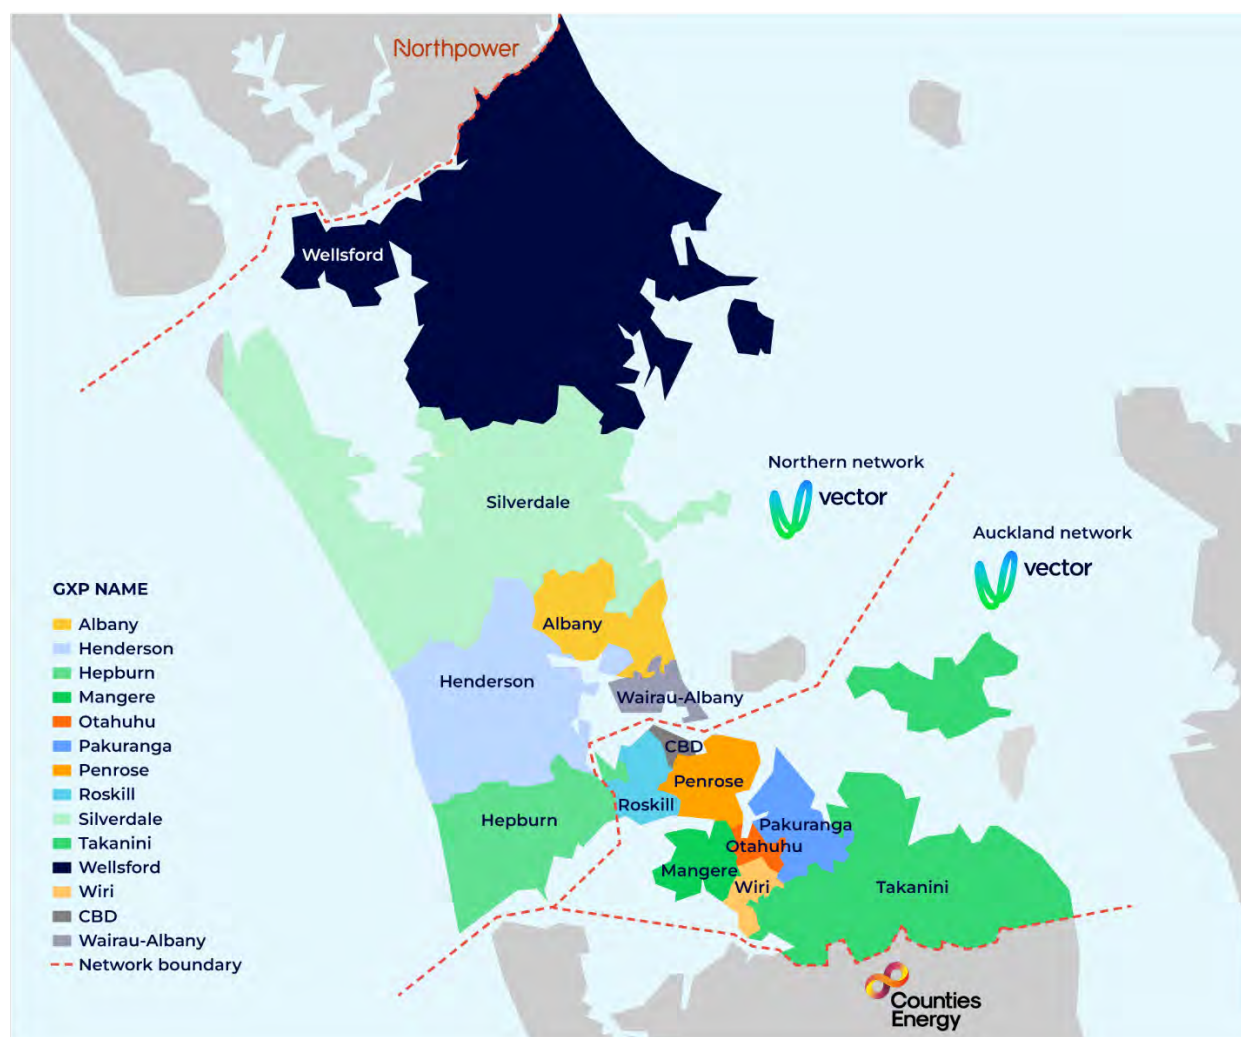 Northpower
Wellsford
Northern network
vector
Silverdale
Auckland network
vector
GXP NAME
Albany
Henderson
Hepburn
Mangere
Otahuhu
Pakuranga
Penrose
Roskill
Silverdale
Takanini
Wellsford
Wiri
CBD
Wairau-Albany
Network boundary
Albany
Henderson
Wairau-Albany
CBD
Penrose
Roskill
Hepburn
Pakuranga
Otahuhu
Mangere
Wiri
Takanini
Counties
Energy